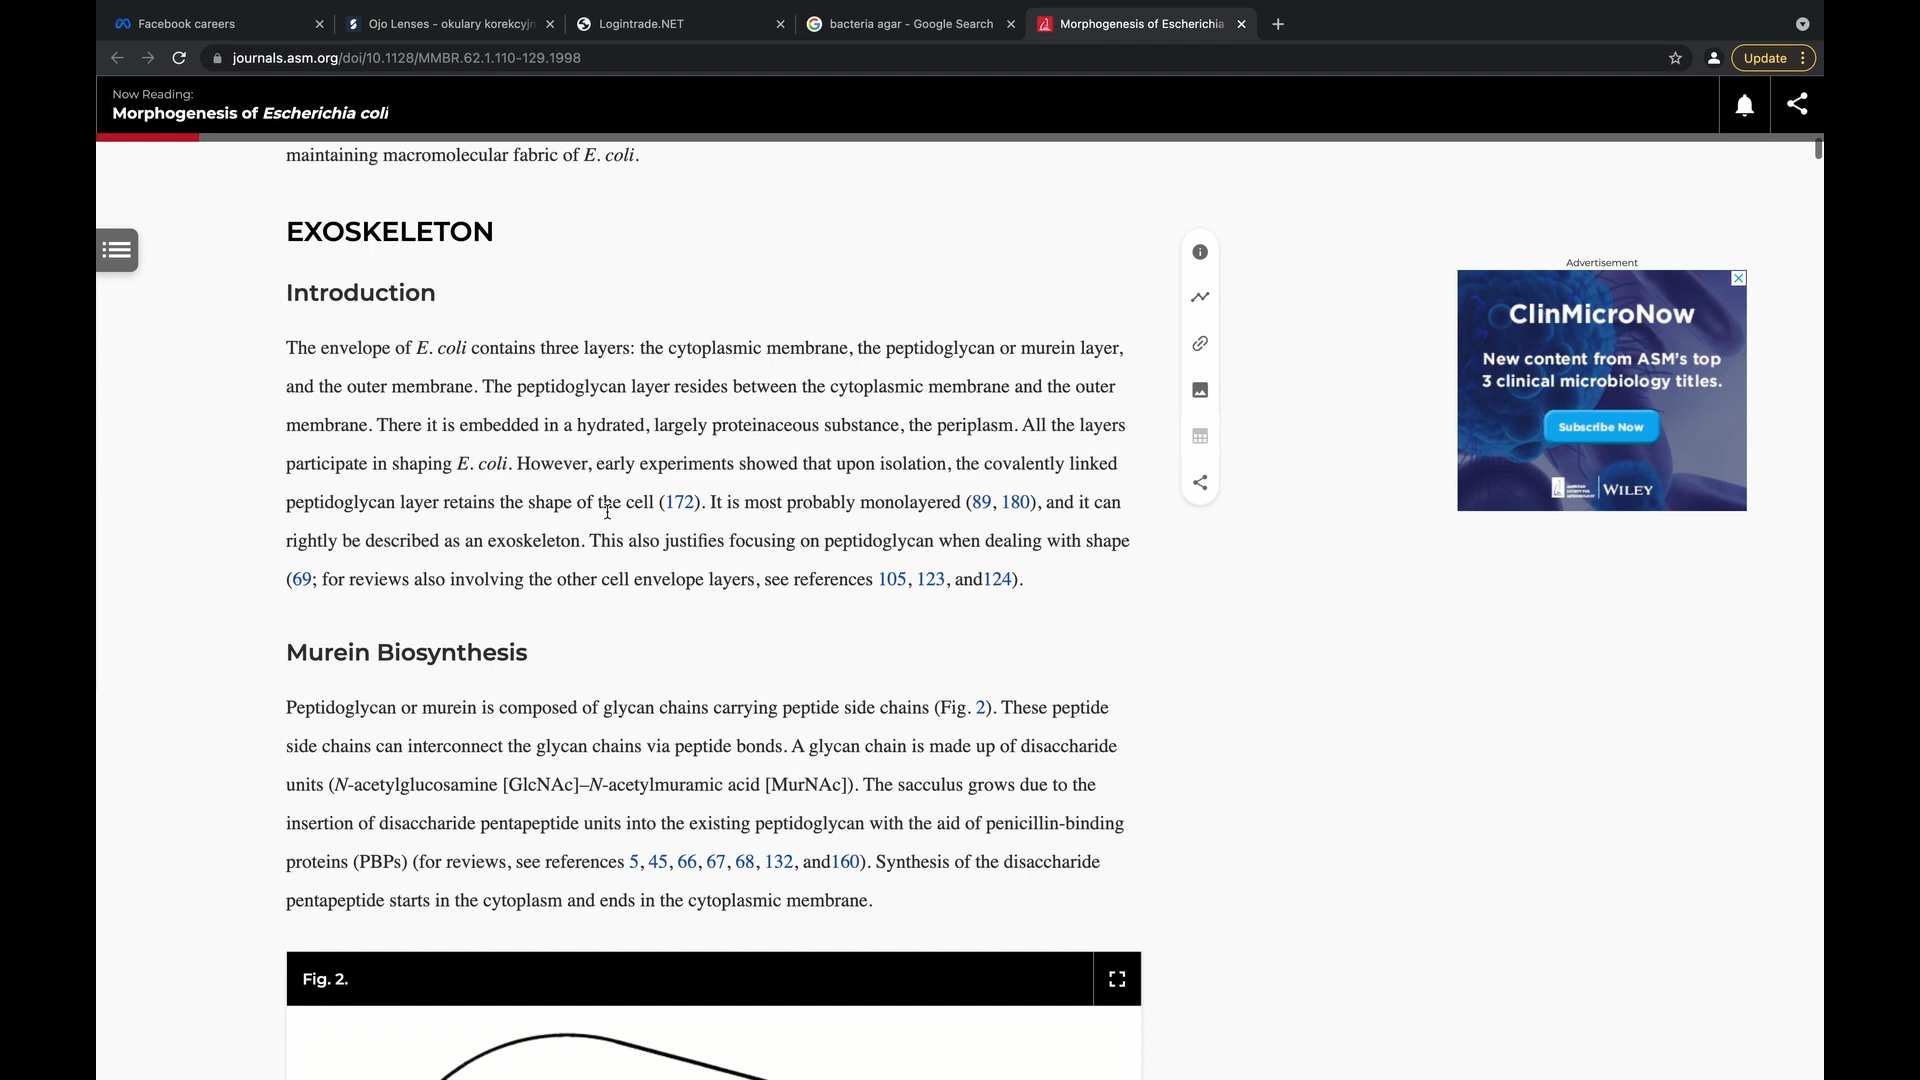 Facebook careers
Ojo Lenses - okulary korekcyjn
Logintrade.NET
bacteria agar - Google Search
Morphogenesis of Escherichia
journals.asm.org/doi/10.1128/MMBR.62.1.110-129.1998
Update
Now Reading:
Morphogenesis of Escherichia coli
maintaining macromolecular fabric of E. coli.
EXOSKELETON
Introduction
The envelope of E. coli contains three layers: the cytoplasmic membrane, the peptidoglycan or murein layer,
and the outer membrane. The peptidoglycan layer resides between the cytoplasmic membrane and the outer
membrane. There it is embedded in a hydrated, largely proteinaceous substance, the periplasm. All the layers
participate in shaping E. coli. However, early experiments showed that upon isolation, the covalently linked
peptidoglycan layer retains the shape of the cell (172). It is most probably monolayered (89, 180), and it can
rightly be described as an exoskeleton. This also justifies focusing on peptidoglycan when dealing with shape
(69; for reviews also involving the other cell envelope layers, see references 105, 123, and124).
Murein Biosynthesis
Peptidoglycan or murein is composed of glycan chains carrying peptide side chains (Fig. 2). These peptide
side chains can interconnect the glycan chains via peptide bonds. A glycan chain is made up of disaccharide
units (N-acetylglucosamine [GlcNAc]–N-acetylmuramic acid [MurNAc]). The sacculus grows due to the
insertion of disaccharide pentapeptide units into the existing peptidoglycan with the aid of penicillin-binding
proteins (PBPs) (for reviews, see references 5, 45, 66, 67, 68, 132, and160). Synthesis of the disaccharide
pentapeptide starts in the cytoplasm and ends in the cytoplasmic membrane.
Fig. 2.
Advertisement
ClinMicroNow
New content from ASM's top
3 clinical microbiology titles.
Subscribe Now
WILEY